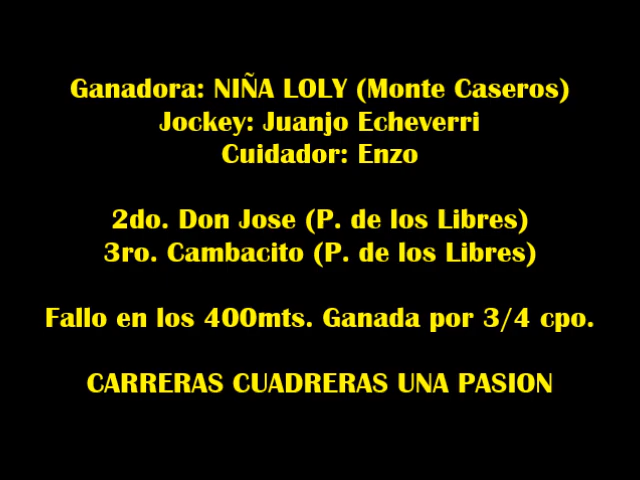 Ganadora: NIÑA LOLY (Monte Caseros)
Jockey: Juanjo Echeverri
Cuidador: Enzo
2do. Don Jose (P. de los Libres)
3ro. Cambacito (P. de los Libres)
Fallo en los 400mts. Ganada por 3/4 cpo.
CARRERAS CUADRERAS UNA PASION